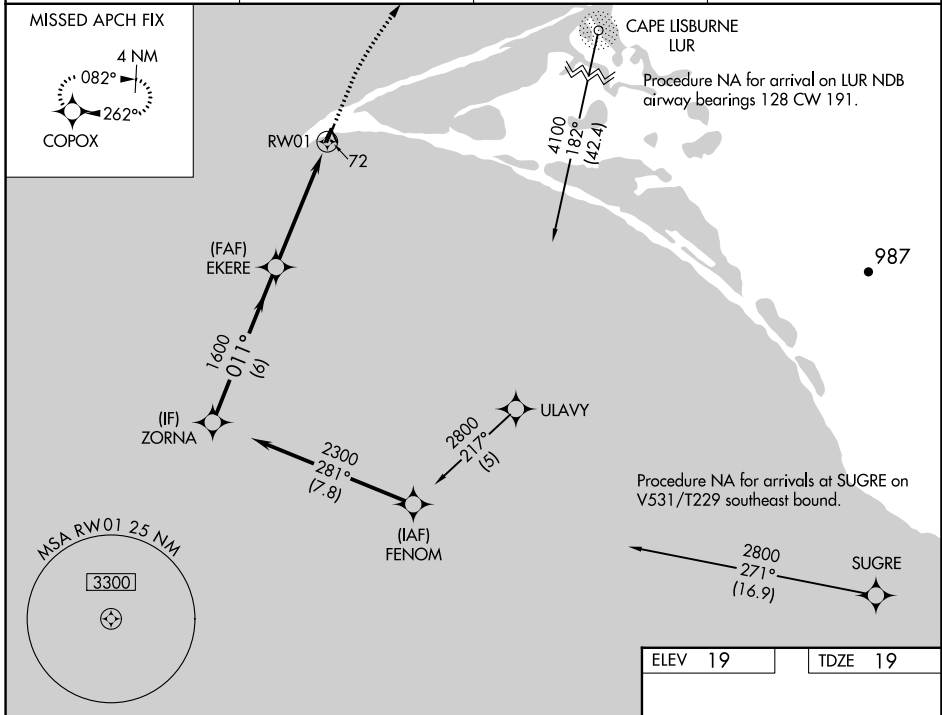 MISSED APCH FIX
4 NM
082°
262°
COPOX
CAPE LISBURNE
LUR
Procedure NA for arrival on LUR NDB
airway bearings 128 CW 191.
RW01
72
4100
182°
(42.4)
(FAF)
EKERE
987
1600
011°
(6)
(IF)
ZORNA
ULAVY
2800
217°
(5)
2300
281°
(7.8)
(IAF)
FENOM
Procedure NA for arrivals at SUGRE on
V531/T229 southeast bound.
MSA RW01 25 NM
3300
2800
271°
(16.9)
SUGRE
ELEV 19
TDZE 19